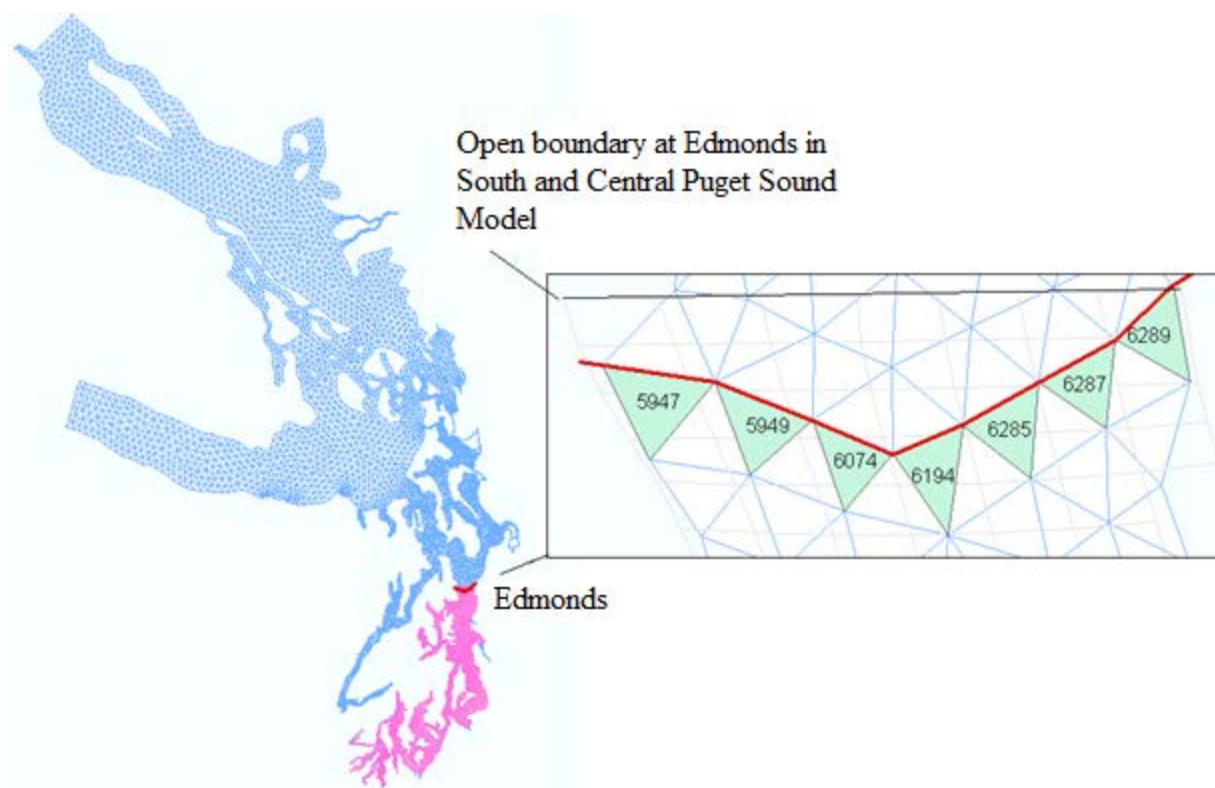 Open boundary at Edmonds in
South and Central Puget Sound
Model
6289
6287
5947
5949
6285
6074
6194
Edmonds